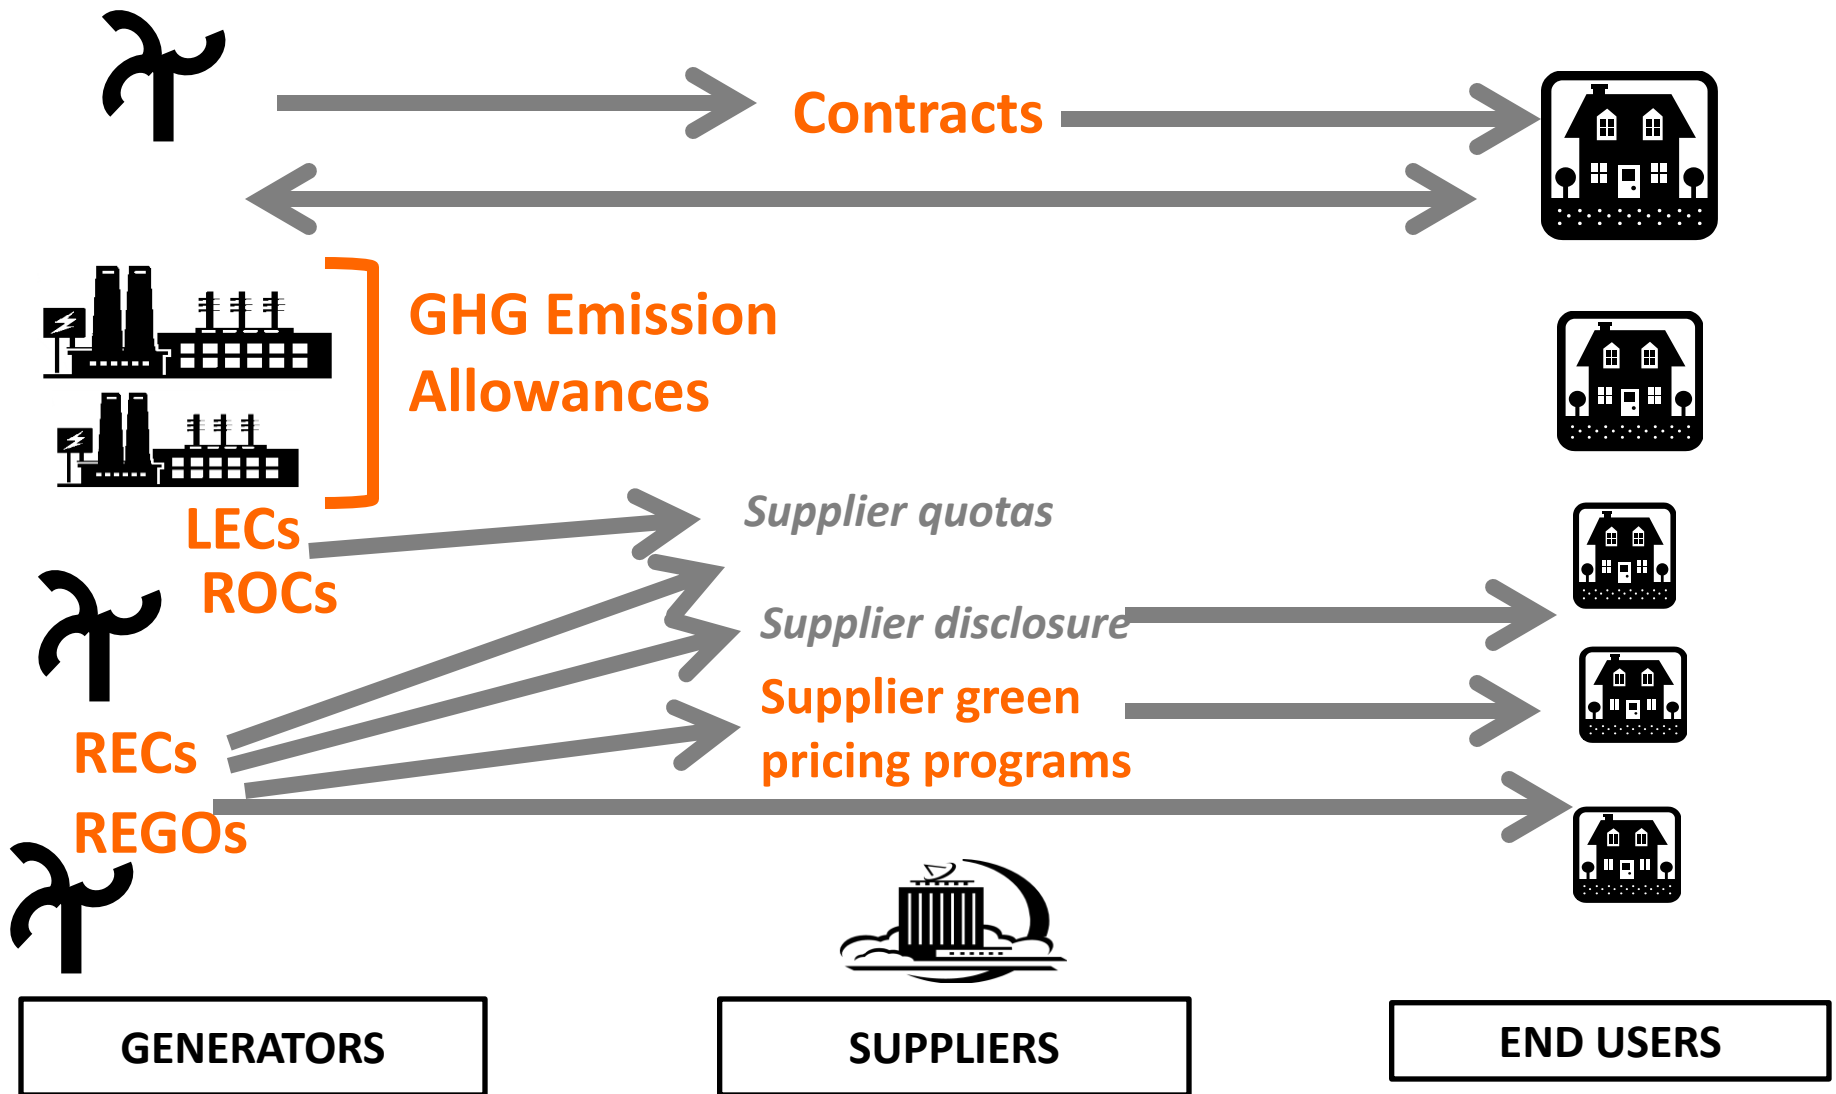 Contracts
GHG Emission
Allowances
LECs
ROCs
Supplier quotas
Supplier disclosure
Supplier green
pricing programs
RECs
REGOs
GENERATORS
SUPPLIERS
END USERS